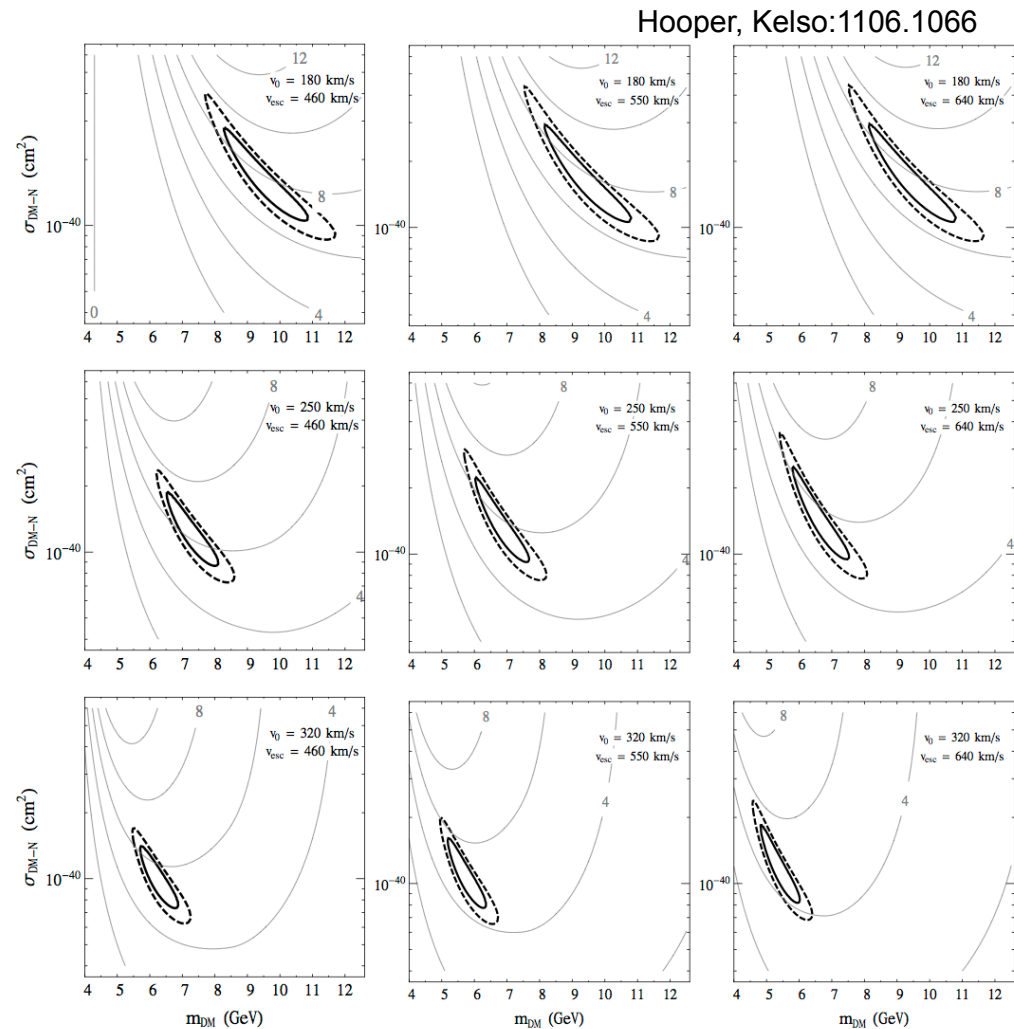 Hooper, Kelso:1106.1066
12
v₀ = 180 km/s
vₑₛc = 460 km/s
8
σDM−N (cm²)
10⁻⁴⁰
0
4
4 5 6 7 8 9 10 11 12
12
v₀ = 180 km/s
vₑₛc = 550 km/s
8
10⁻⁴⁰
4
4 5 6 7 8 9 10 11 12
12
v₀ = 180 km/s
vₑₛc = 640 km/s
8
10⁻⁴⁰
4
4 5 6 7 8 9 10 11 12
8
v₀ = 250 km/s
vₑₛc = 460 km/s
σDM−N (cm²)
10⁻⁴⁰
4
4 5 6 7 8 9 10 11 12
8
v₀ = 250 km/s
vₑₛc = 550 km/s
10⁻⁴⁰
4
4 5 6 7 8 9 10 11 12
8
v₀ = 250 km/s
vₑₛc = 640 km/s
10⁻⁴⁰
4 5 6 7 8 9 10 11 12
8
4
v₀ = 320 km/s
vₑₛc = 460 km/s
σDM−N (cm²)
10⁻⁴⁰
4 5 6 7 8 9 10 11 12
mDM (GeV)
8
v₀ = 320 km/s
vₑₛc = 550 km/s
4
10⁻⁴⁰
4 5 6 7 8 9 10 11 12
mDM (GeV)
8
v₀ = 320 km/s
vₑₛc = 640 km/s
4
10⁻⁴⁰
4 5 6 7 8 9 10 11 12
mDM (GeV)